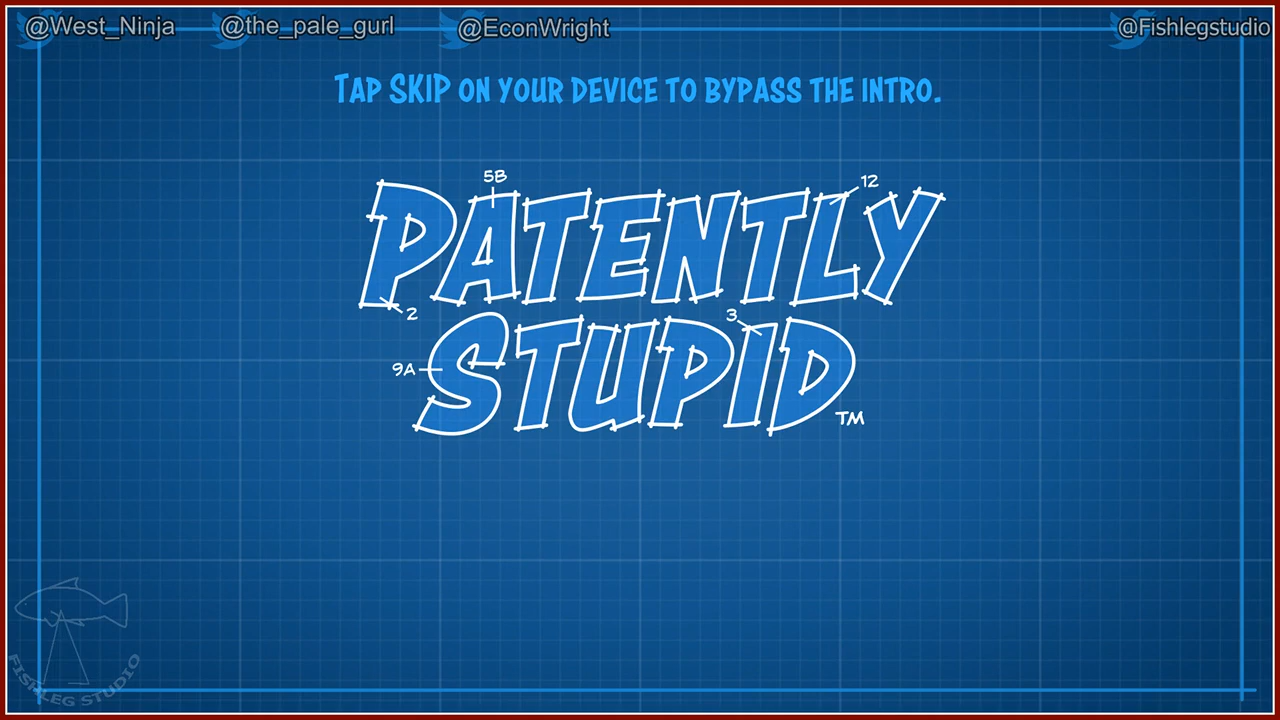 @West_Ninja @the_pale_gurl @EconWright @Fishlegstudio
TAP SKIP ON YOUR DEVICE TO BYPASS THE INTRO.
5B 12
PATENTLY
2 3
9A STUPID TM
FISHLEG STUDIO